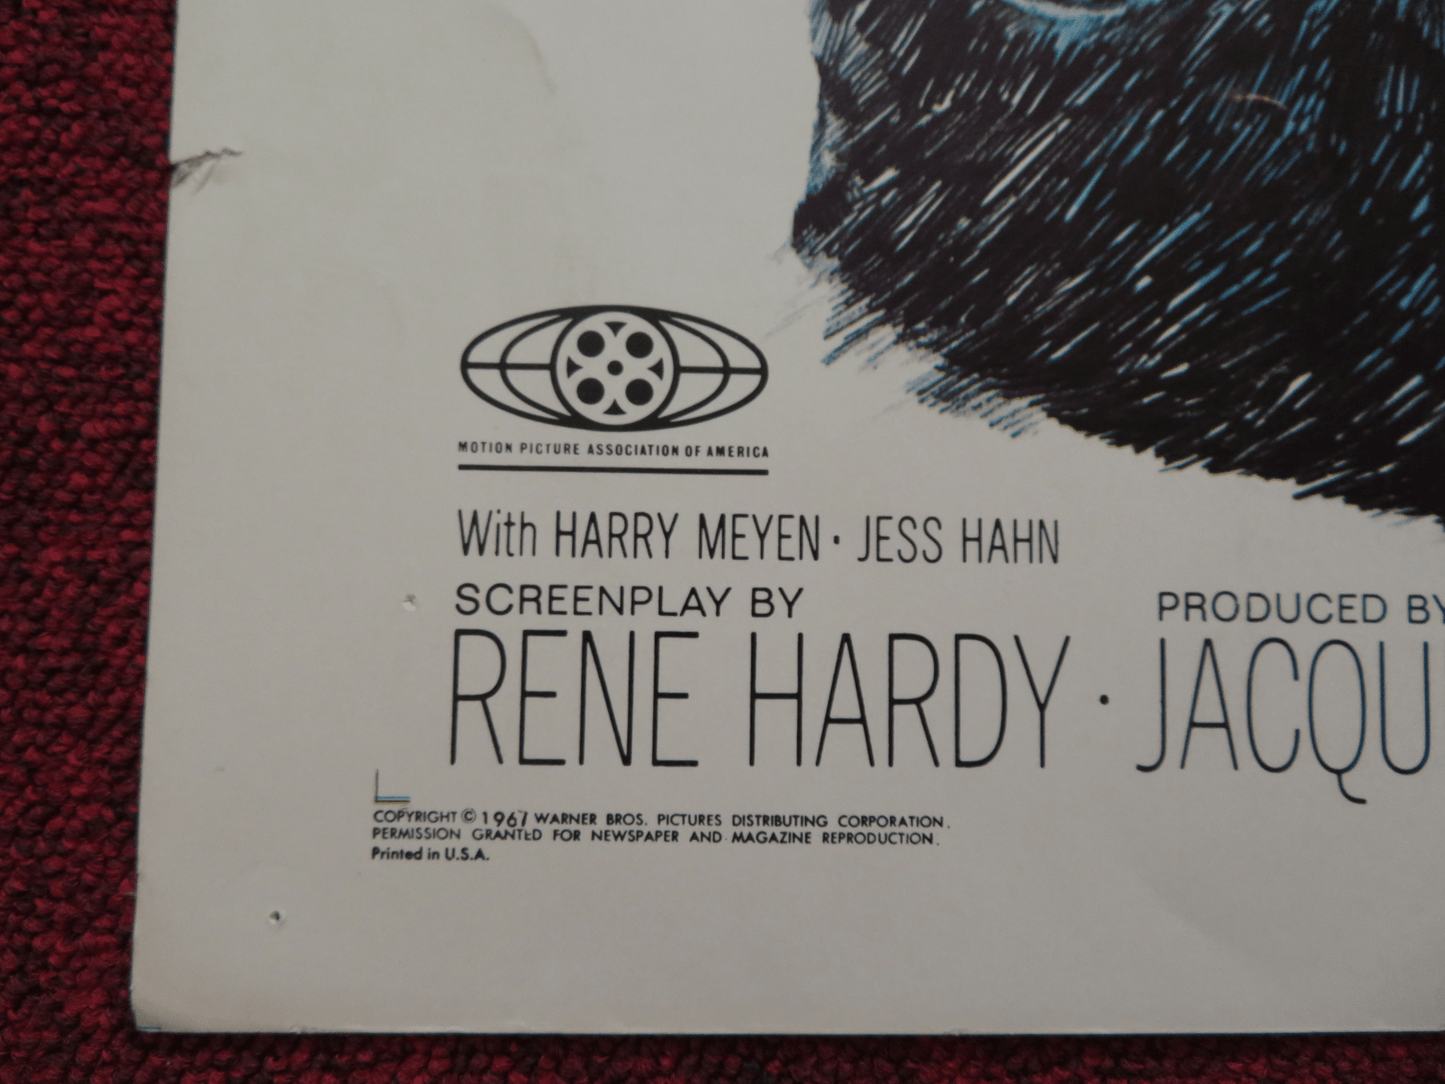 MOTION PICTURE ASSOCIATION OF AMERICA
With HARRY MEYEN · JESS HAHN
SCREENPLAY BY
PRODUCED BY
RENE HARDY · JACQU
COPYRIGHT © 1967 WARNER BROS. PICTURES DISTRIBUTING CORPORATION.
PERMISSION GRANTED FOR NEWSPAPER AND MAGAZINE REPRODUCTION.
Printed in U.S.A.